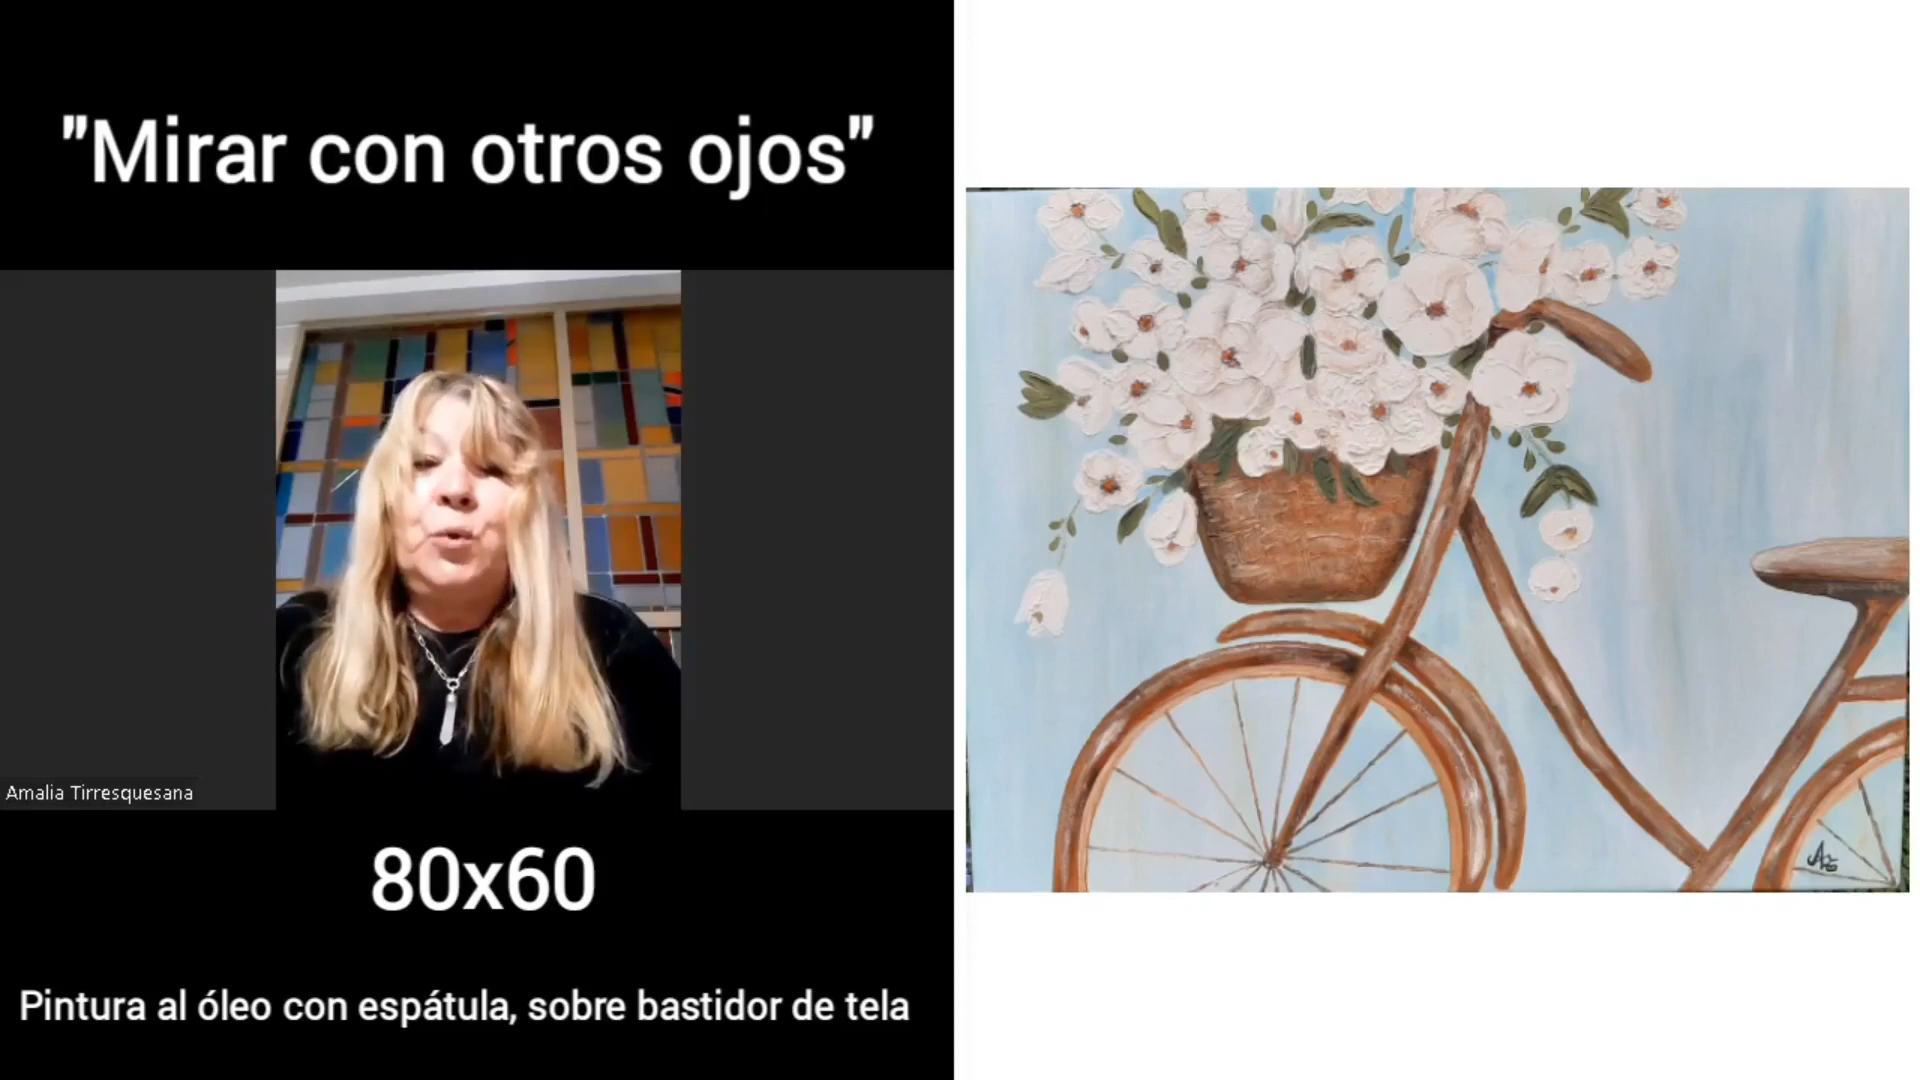 "Mirar con otros ojos"
Amalia Tirresquesana
80x60
Pintura al óleo con espátula, sobre bastidor de tela